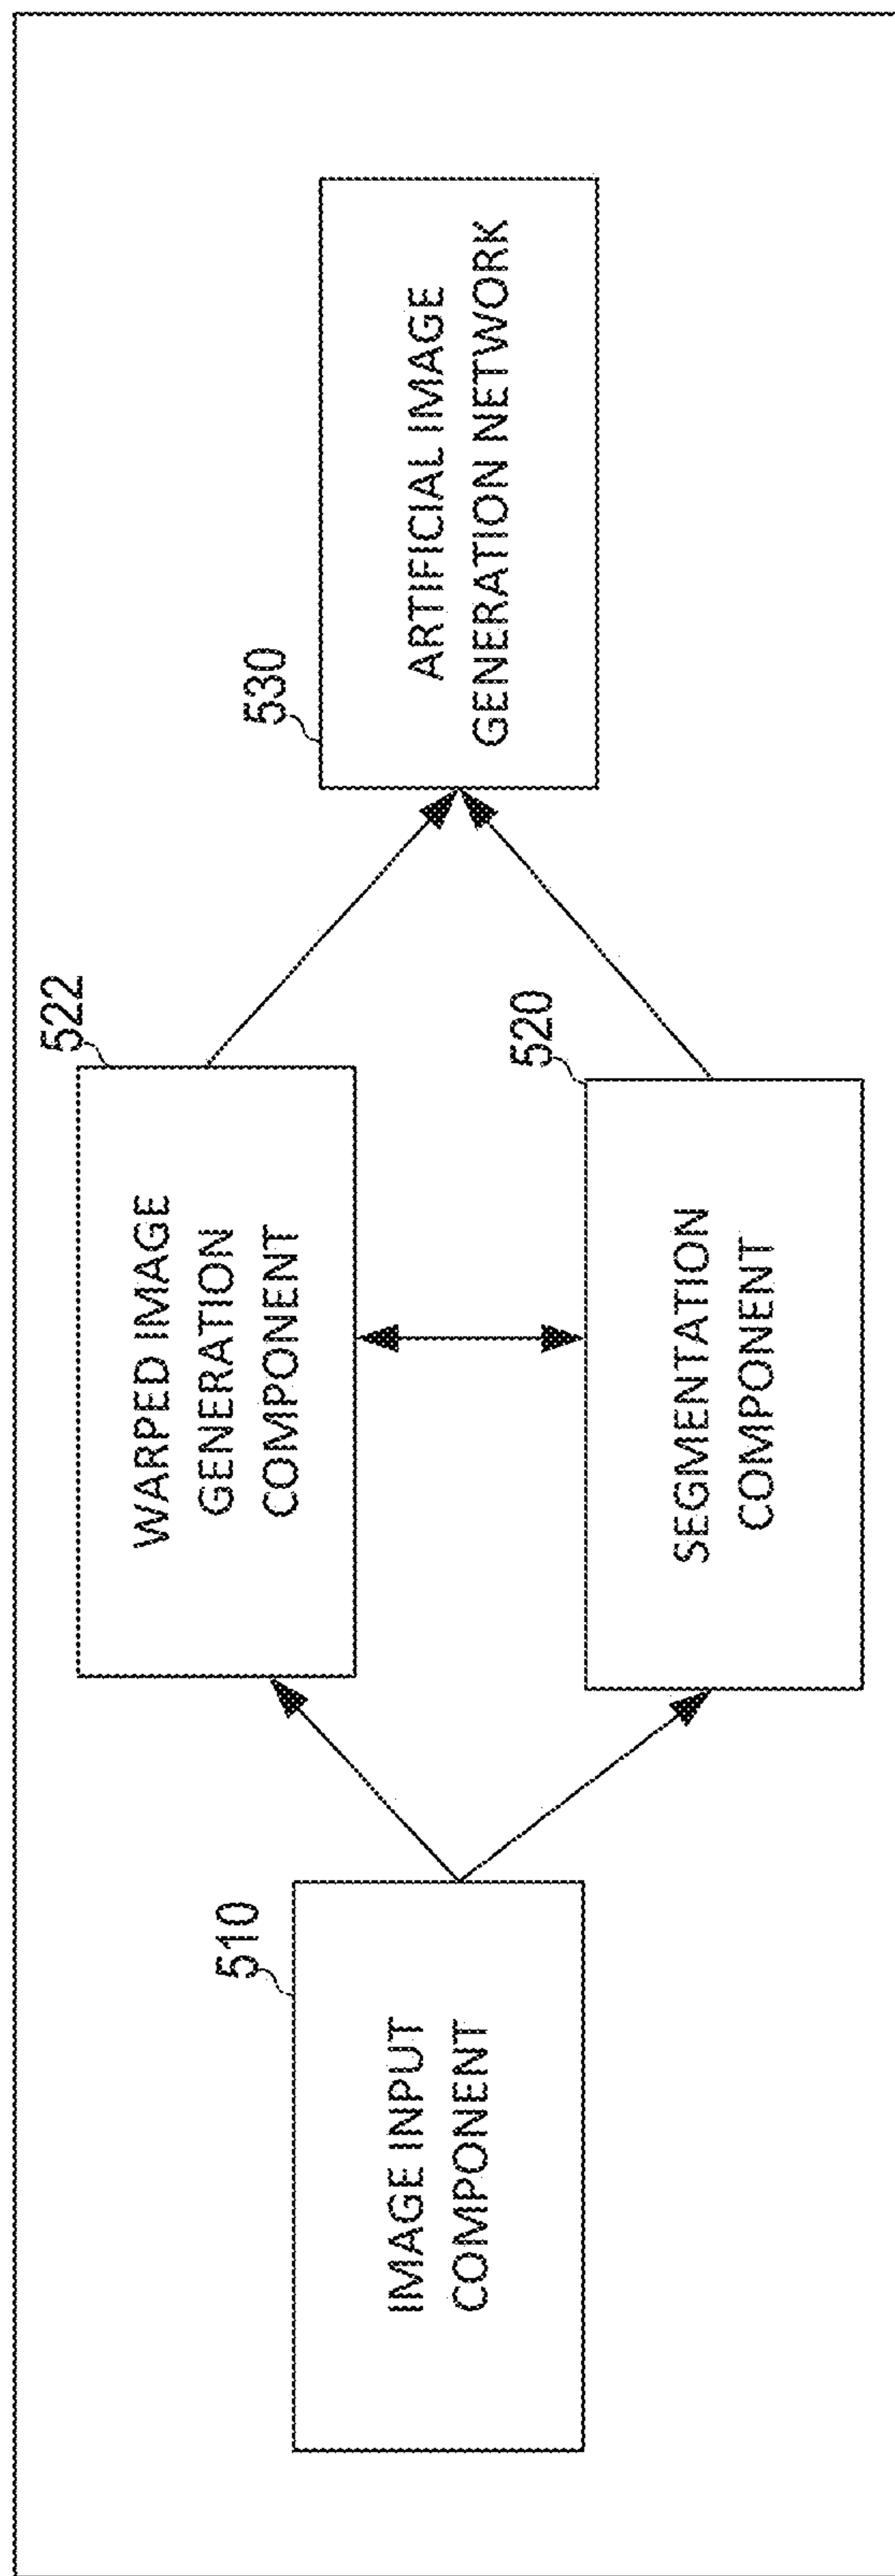 510
IMAGE INPUT
COMPONENT
522
WARPED IMAGE
GENERATION
COMPONENT
520
SEGMENTATION
COMPONENT
530
ARTIFICIAL IMAGE
GENERATION NETWORK